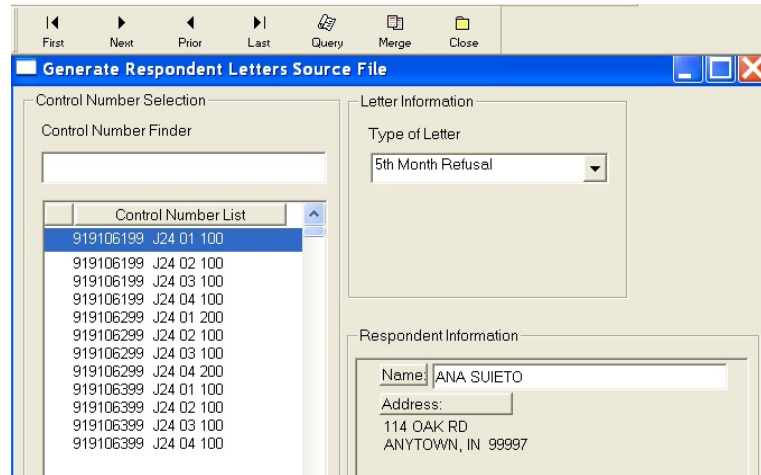 First Next Prior Last Query Merge Close
Generate Respondent Letters Source File
Control Number Selection
Control Number Finder
Control Number List
919106199 J24 01 100
919106199 J24 02 100
919106199 J24 03 100
919106199 J24 04 100
919106299 J24 01 200
919106299 J24 02 100
919106299 J24 03 100
919106299 J24 04 200
919106399 J24 01 100
919106399 J24 02 100
919106399 J24 03 100
919106399 J24 04 100
Letter Information
Type of Letter
5th Month Refusal
Respondent Information
Name: ANA SUIETO
Address:
114 OAK RD
ANYTOWN, IN 99997